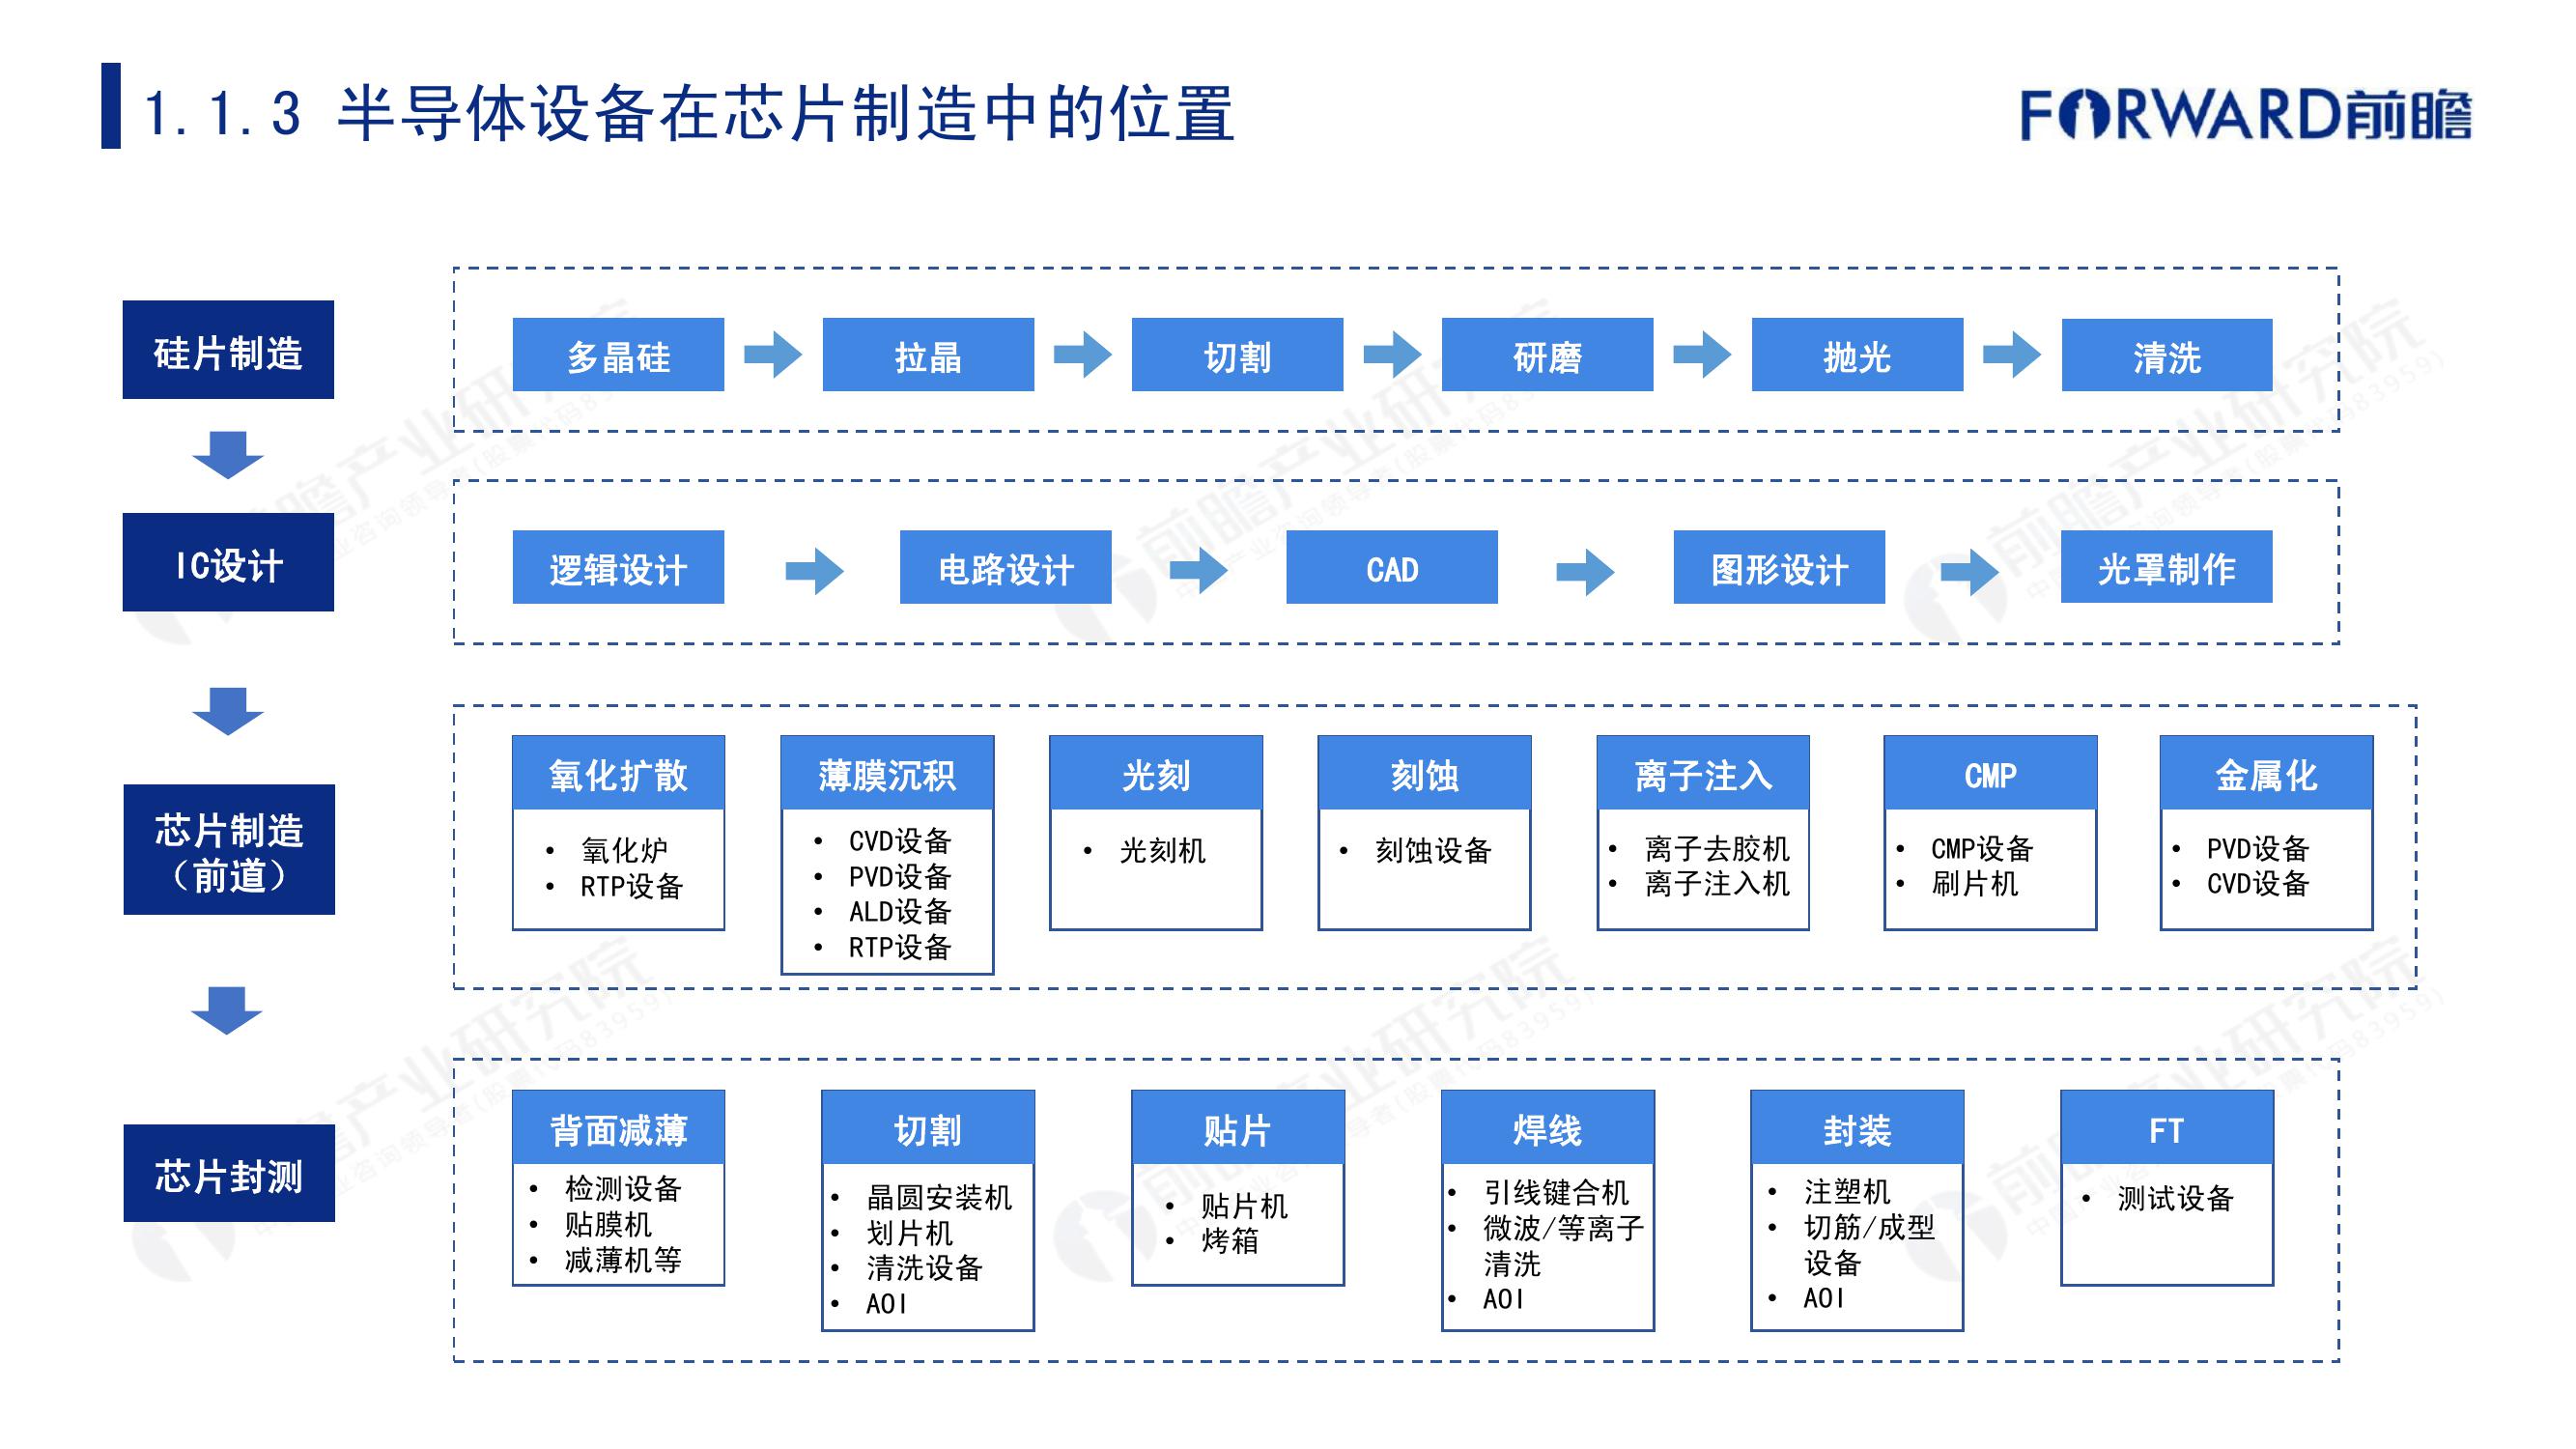 1.1.3 半导体设备在芯片制造中的位置
FORWARD前瞻
硅片制造
多晶硅
拉晶
切割
研磨
抛光
清洗
IC设计
逻辑设计
电路设计
CAD
图形设计
光罩制作
芯片制造
（前道）
氧化扩散
• 氧化炉
• RTP设备
薄膜沉积
• CVD设备
• PVD设备
• ALD设备
• RTP设备
光刻
• 光刻机
刻蚀
• 刻蚀设备
离子注入
• 离子去胶机
• 离子注入机
CMP
• CMP设备
• 刷片机
金属化
• PVD设备
• CVD设备
芯片封测
背面减薄
• 检测设备
• 贴膜机
• 减薄机等
切割
• 晶圆安装机
• 划片机
• 清洗设备
• AOI
贴片
• 贴片机
• 烤箱
焊线
• 引线键合机
• 微波/等离子
清洗
• AOI
封装
• 注塑机
• 切筋/成型
设备
• AOI
FT
• 测试设备